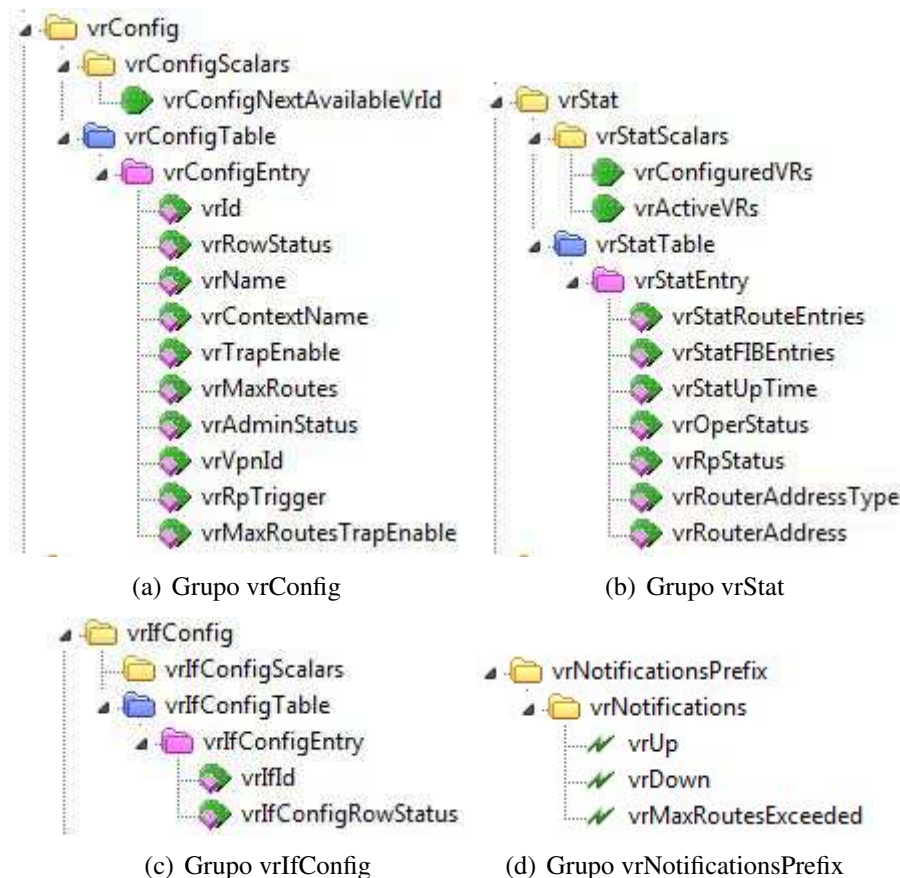 vrConfig
vrConfigScalars
vrConfigNextAvailableVrId
vrConfigTable
vrConfigEntry
vrId
vrRowStatus
vrName
vrContextName
vrTrapEnable
vrMaxRoutes
vrAdminStatus
vrVpnId
vrRpTrigger
vrMaxRoutesTrapEnable
(a) Grupo vrConfig
vrStat
vrStatScalars
vrConfiguredVRs
vrActiveVRs
vrStatTable
vrStatEntry
vrStatRouteEntries
vrStatFIBEntries
vrStatUpTime
vrOperStatus
vrRpStatus
vrRouterAddressType
vrRouterAddress
(b) Grupo vrStat
vrIfConfig
vrIfConfigScalars
vrIfConfigTable
vrIfConfigEntry
vrIfId
vrIfConfigRowStatus
(c) Grupo vrIfConfig
vrNotificationsPrefix
vrNotifications
vrUp
vrDown
vrMaxRoutesExceeded
(d) Grupo vrNotificationsPrefix